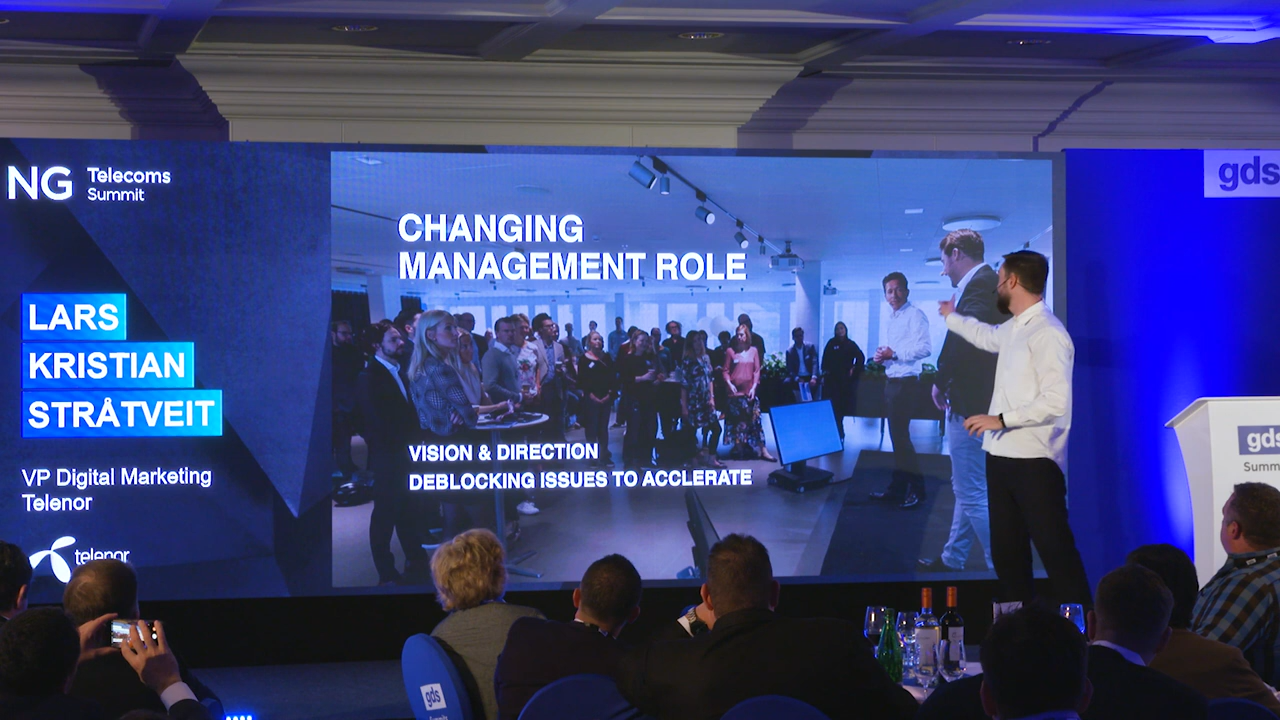 NG Telecoms
Summit
LARS
KRISTIAN
STRÅTVEIT
VP Digital Marketing
Telenor
telenor
CHANGING
MANAGEMENT ROLE
VISION & DIRECTION
DEBLOCKING ISSUES TO ACCLERATE
gds
gds
Summ
gds
Summit